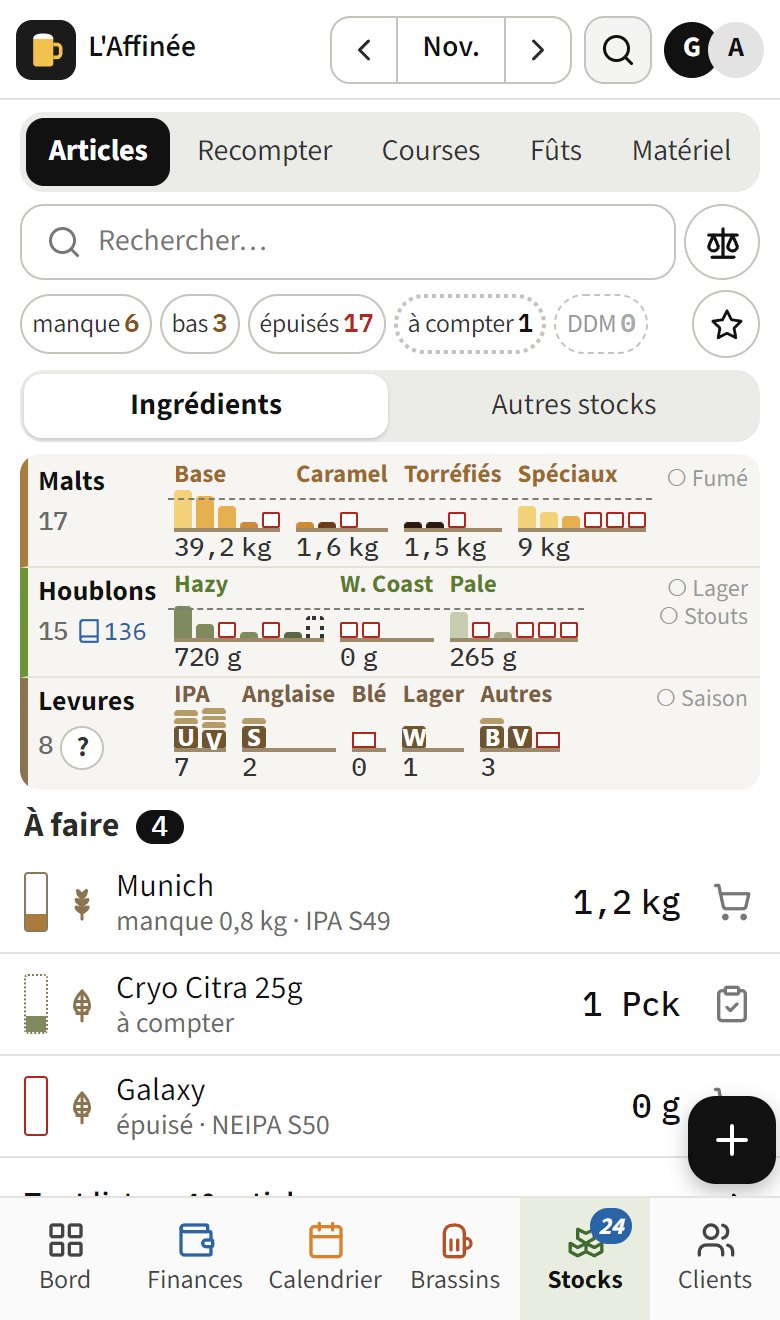 L'Affinée
Nov.
G A
Articles Recompter Courses Fûts Matériel
Rechercher…
manque 6 bas 3 épuisés 17 à compter 1 DDM 0
Ingrédients Autres stocks
Malts Base Caramel Torréfiés Spéciaux Fumé
17
39,2 kg 1,6 kg 1,5 kg 9 kg
Houblons Hazy W. Coast Pale Lager
15 136 Stouts
720 g 0 g 265 g
Levures IPA Anglaise Blé Lager Autres Saison
8 ? U V S W B V
7 2 0 1 3
À faire 4
Munich 1,2 kg
manque 0,8 kg · IPA S49
Cryo Citra 25g 1 Pck
à compter
Galaxy 0 g
épuisé · NEIPA S50
24
Bord Finances Calendrier Brassins Stocks Clients